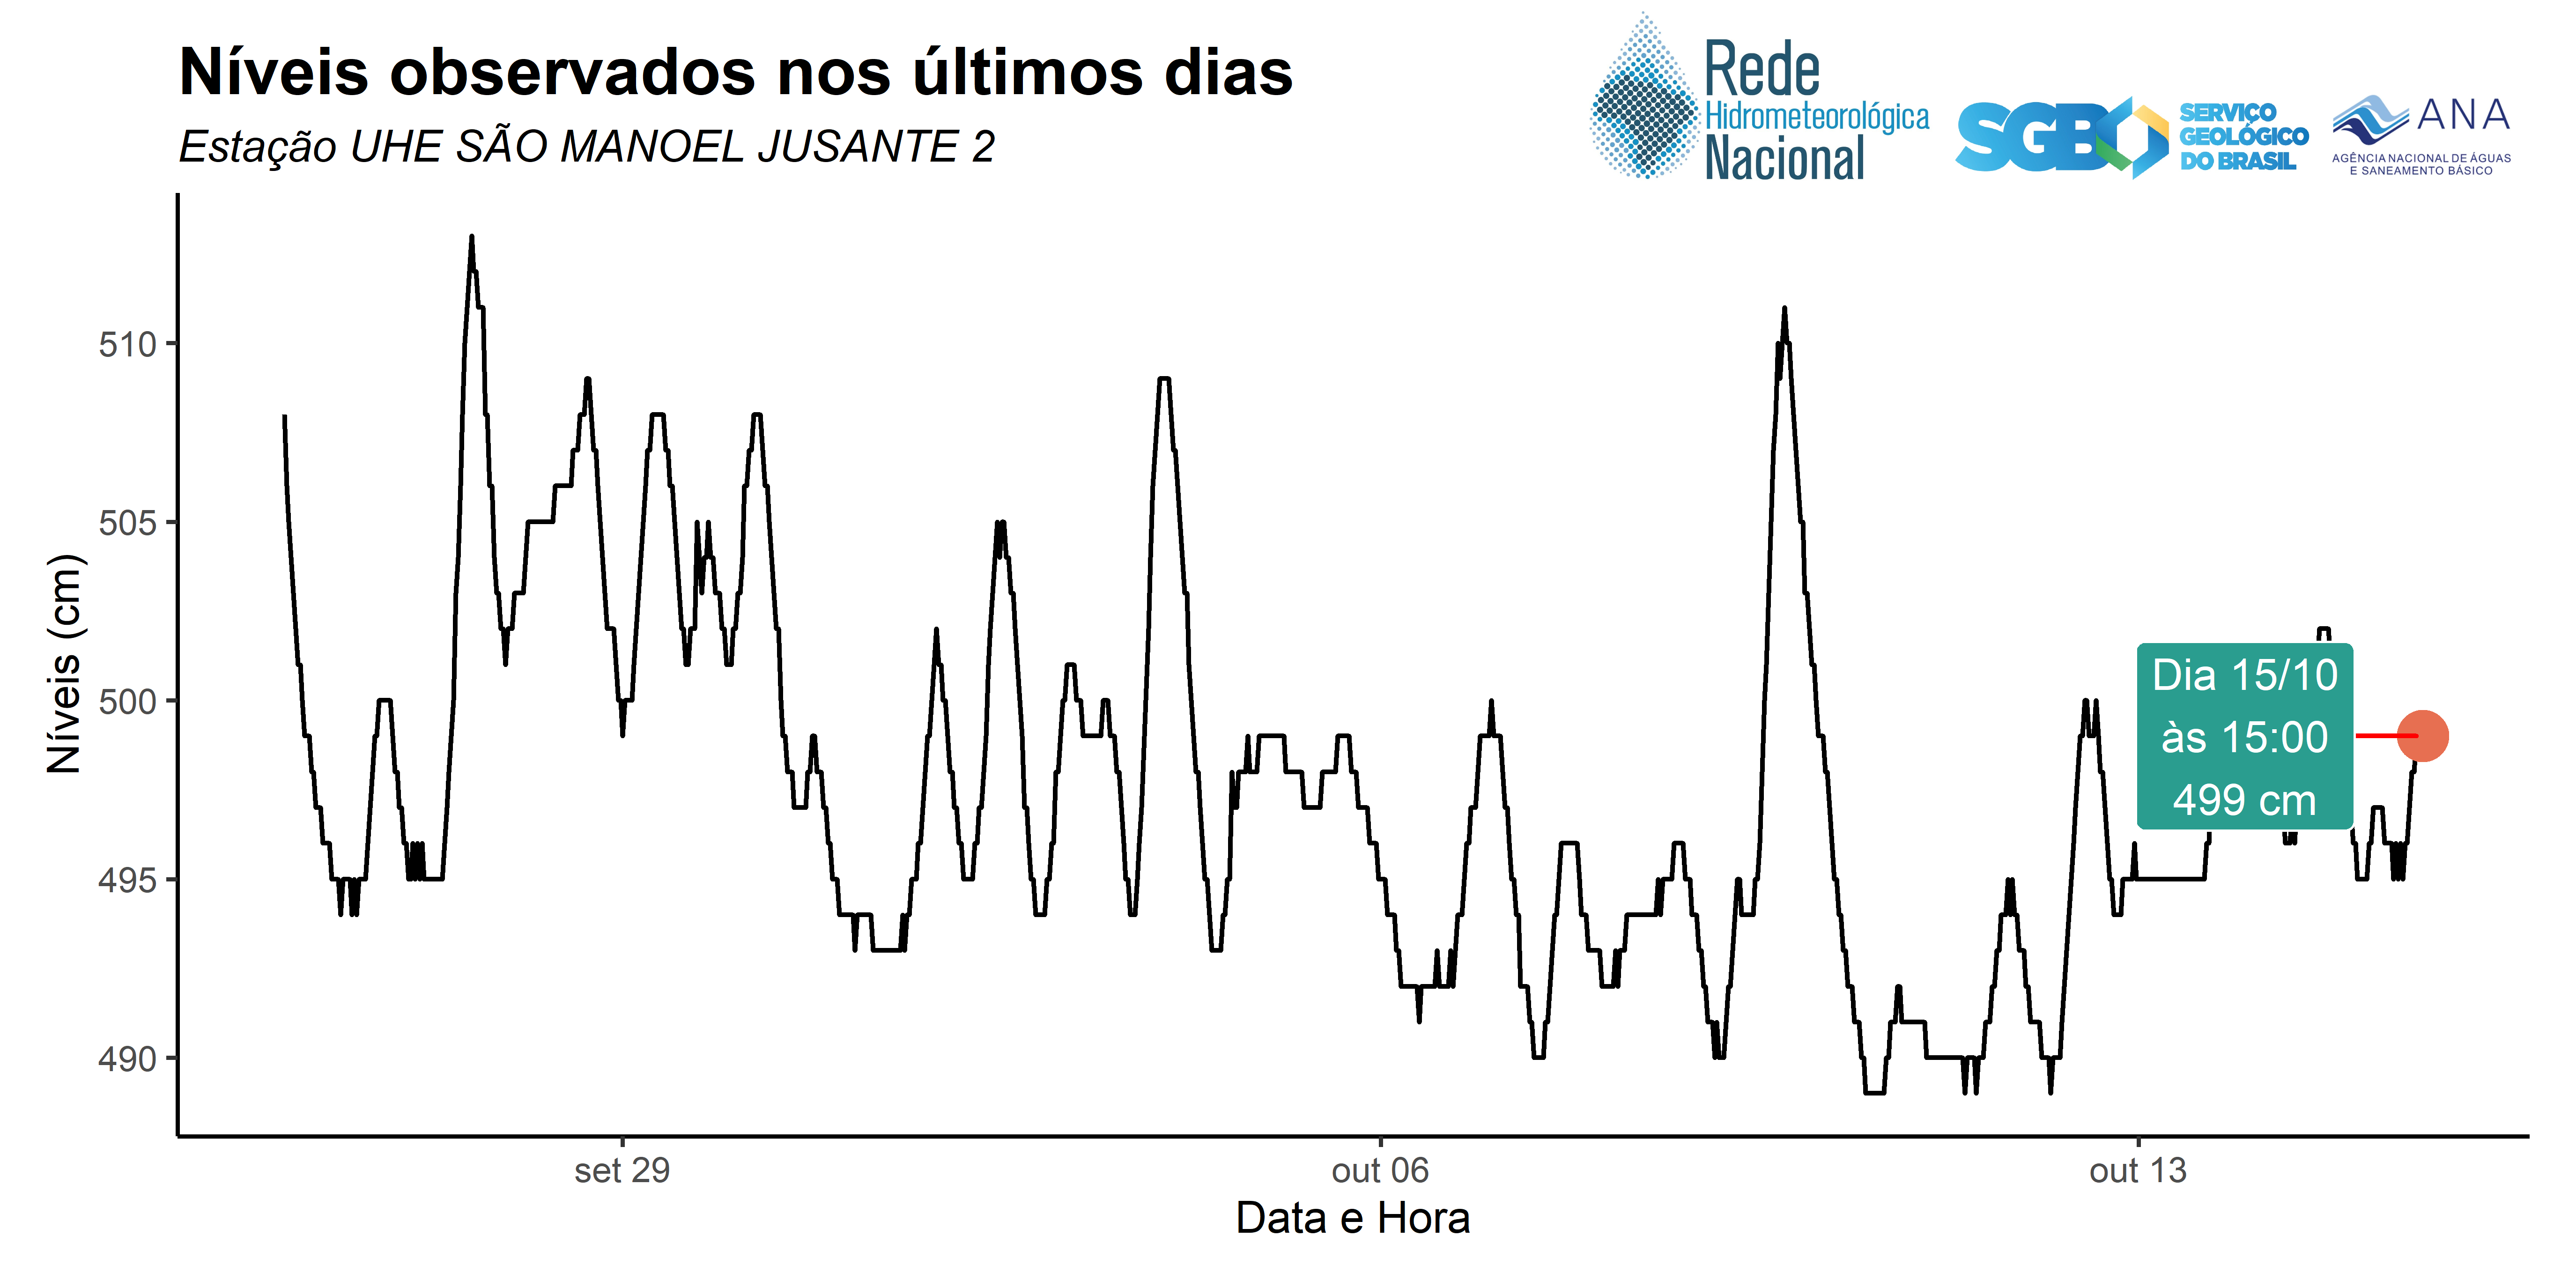 Níveis observados nos últimos dias
Estação UHE SÃO MANOEL JUSANTE 2
Rede
Hidrometeorológica
Nacional
SGB
SERVIÇO
GEOLÓGICO
DO BRASIL
ANA
AGÊNCIA NACIONAL DE ÁGUAS
E SANEAMENTO BÁSICO
Níveis (cm)
510
505
500
495
490
Dia 15/10
às 15:00
499 cm
set 29
out 06
out 13
Data e Hora